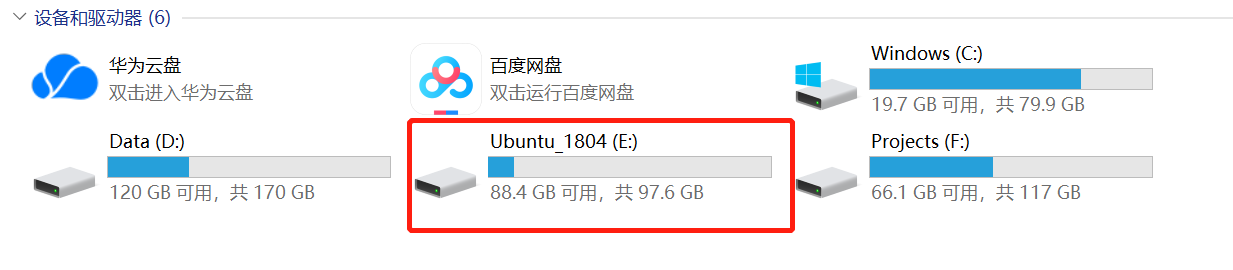 设备和驱动器 (6)
华为云盘
双击进入华为云盘
百度网盘
双击运行百度网盘
Windows (C:)
19.7 GB 可用，共 79.9 GB
Data (D:)
120 GB 可用，共 170 GB
Ubuntu_1804 (E:)
88.4 GB 可用，共 97.6 GB
Projects (F:)
66.1 GB 可用，共 117 GB